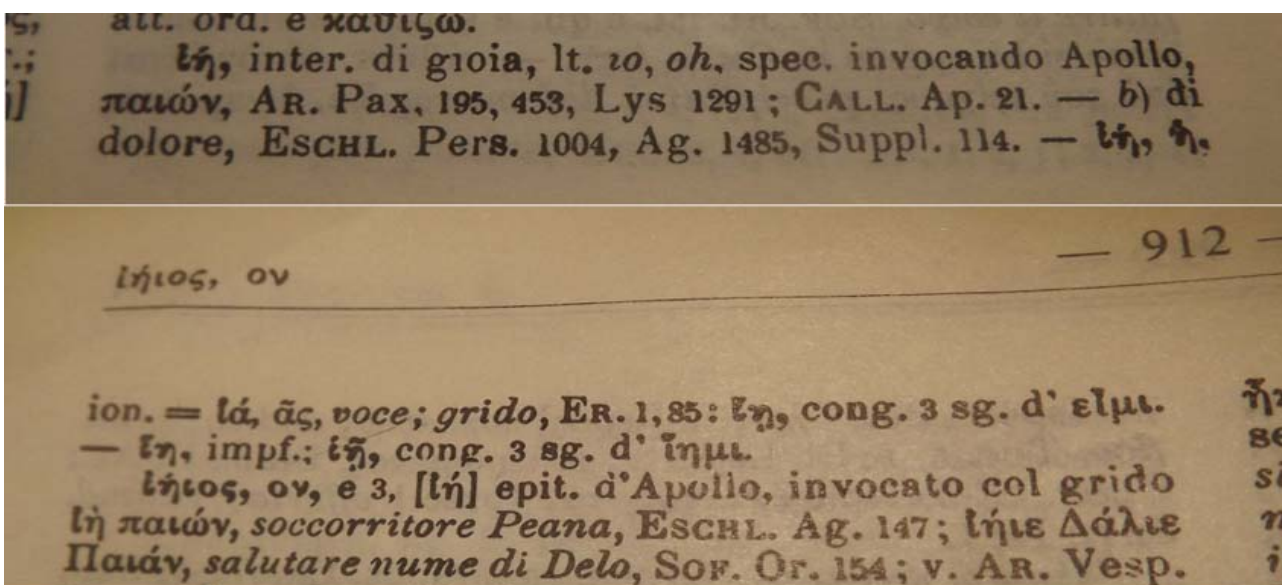 att. ord. e καθίζω.
ἰή, inter. di gioia, lt. io, oh, spec. invocando Apollo,
παιών, AR. Pax, 195, 453, Lys 1291; CALL. Ap. 21. — b) di
dolore, ESCHL. Pers. 1004, Ag. 1485, Suppl. 114. — ἰή, ῆ,
ἰήιος, ον
— 912 —
ion. = ἰά, ᾶς, voce; grido, ER. 1, 85: ἴῃ, cong. 3 sg. d' εἶμι.
— ἵη, impf.; ἱῇ, cong. 3 sg. d' ἵημι.
ἰήιος, ον, e 3, [ἰή] epit. d'Apollo, invocato col grido
ἰὴ παιών, soccorritore Peana, ESCHL. Ag. 147; ἰήιε Δάλιε
Παιάν, salutare nume di Delo, SOF. Or. 154; v. AR. Vesp.